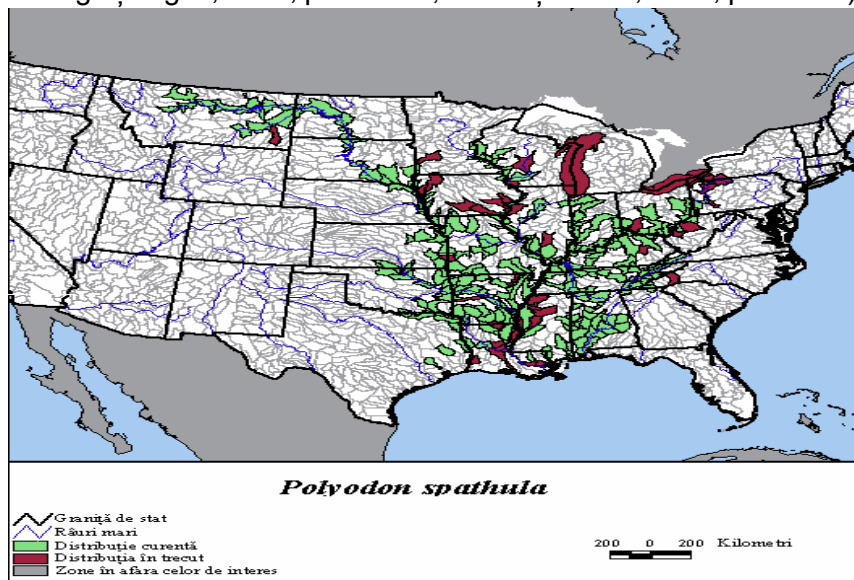 Polyodon spathula
Graniță de stat
Râuri mari
Distribuție curentă
Distribuția în trecut
Zone în afara celor de interes
200 0 200 Kilometri